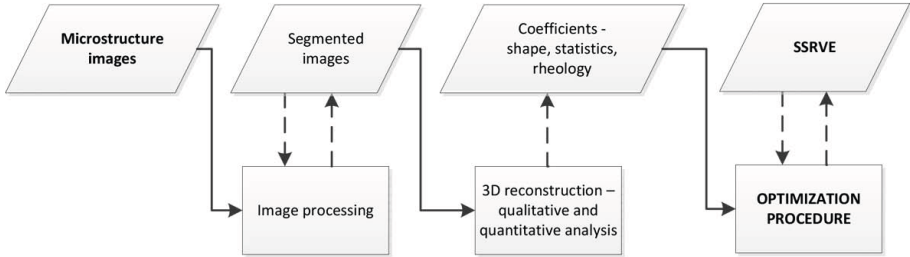 Microstructure
images
Segmented
images
Coefficients -
shape, statistics,
rheology
SSRVE
Image processing
3D reconstruction –
qualitative and
quantitative analysis
OPTIMIZATION
PROCEDURE